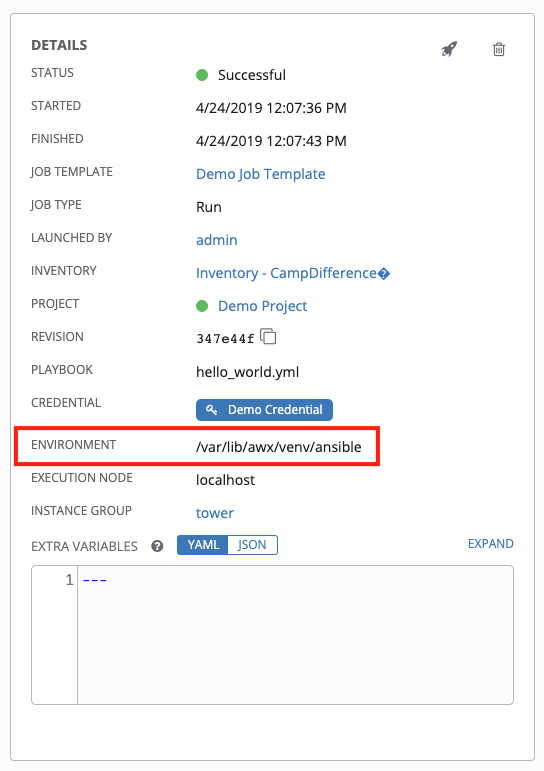 DETAILS
STATUS Successful
STARTED 4/24/2019 12:07:36 PM
FINISHED 4/24/2019 12:07:43 PM
JOB TEMPLATE Demo Job Template
JOB TYPE Run
LAUNCHED BY admin
INVENTORY Inventory - CampDifference�
PROJECT Demo Project
REVISION 347e44f
PLAYBOOK hello_world.yml
CREDENTIAL Demo Credential
ENVIRONMENT /var/lib/awx/venv/ansible
EXECUTION NODE localhost
INSTANCE GROUP tower
EXTRA VARIABLES ? YAML JSON EXPAND
1 ---